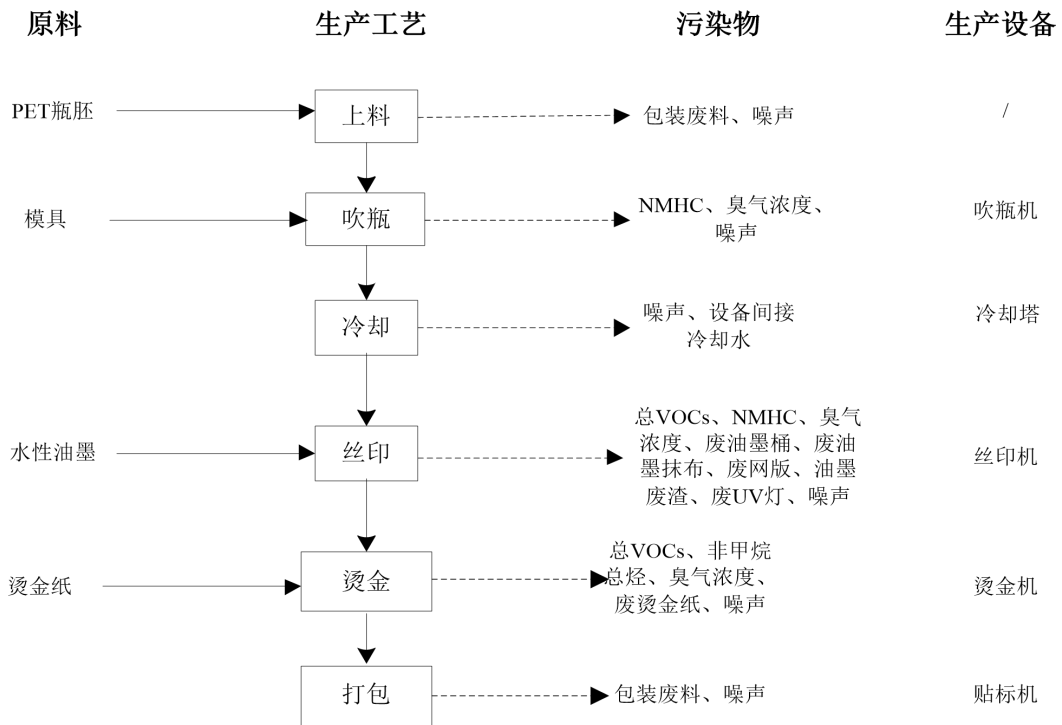 原料 生产工艺 污染物 生产设备
PET瓶胚 上料 包装废料、噪声 /
模具 吹瓶 NMHC、臭气浓度、
噪声 吹瓶机
冷却 噪声、设备间接
冷却水 冷却塔
水性油墨 丝印 总VOCs、NMHC、臭气
浓度、废油墨桶、废油
墨抹布、废网版、油墨
废渣、废UV灯、噪声 丝印机
烫金纸 烫金 总VOCs、非甲烷
总烃、臭气浓度、
废烫金纸、噪声 烫金机
打包 包装废料、噪声 贴标机